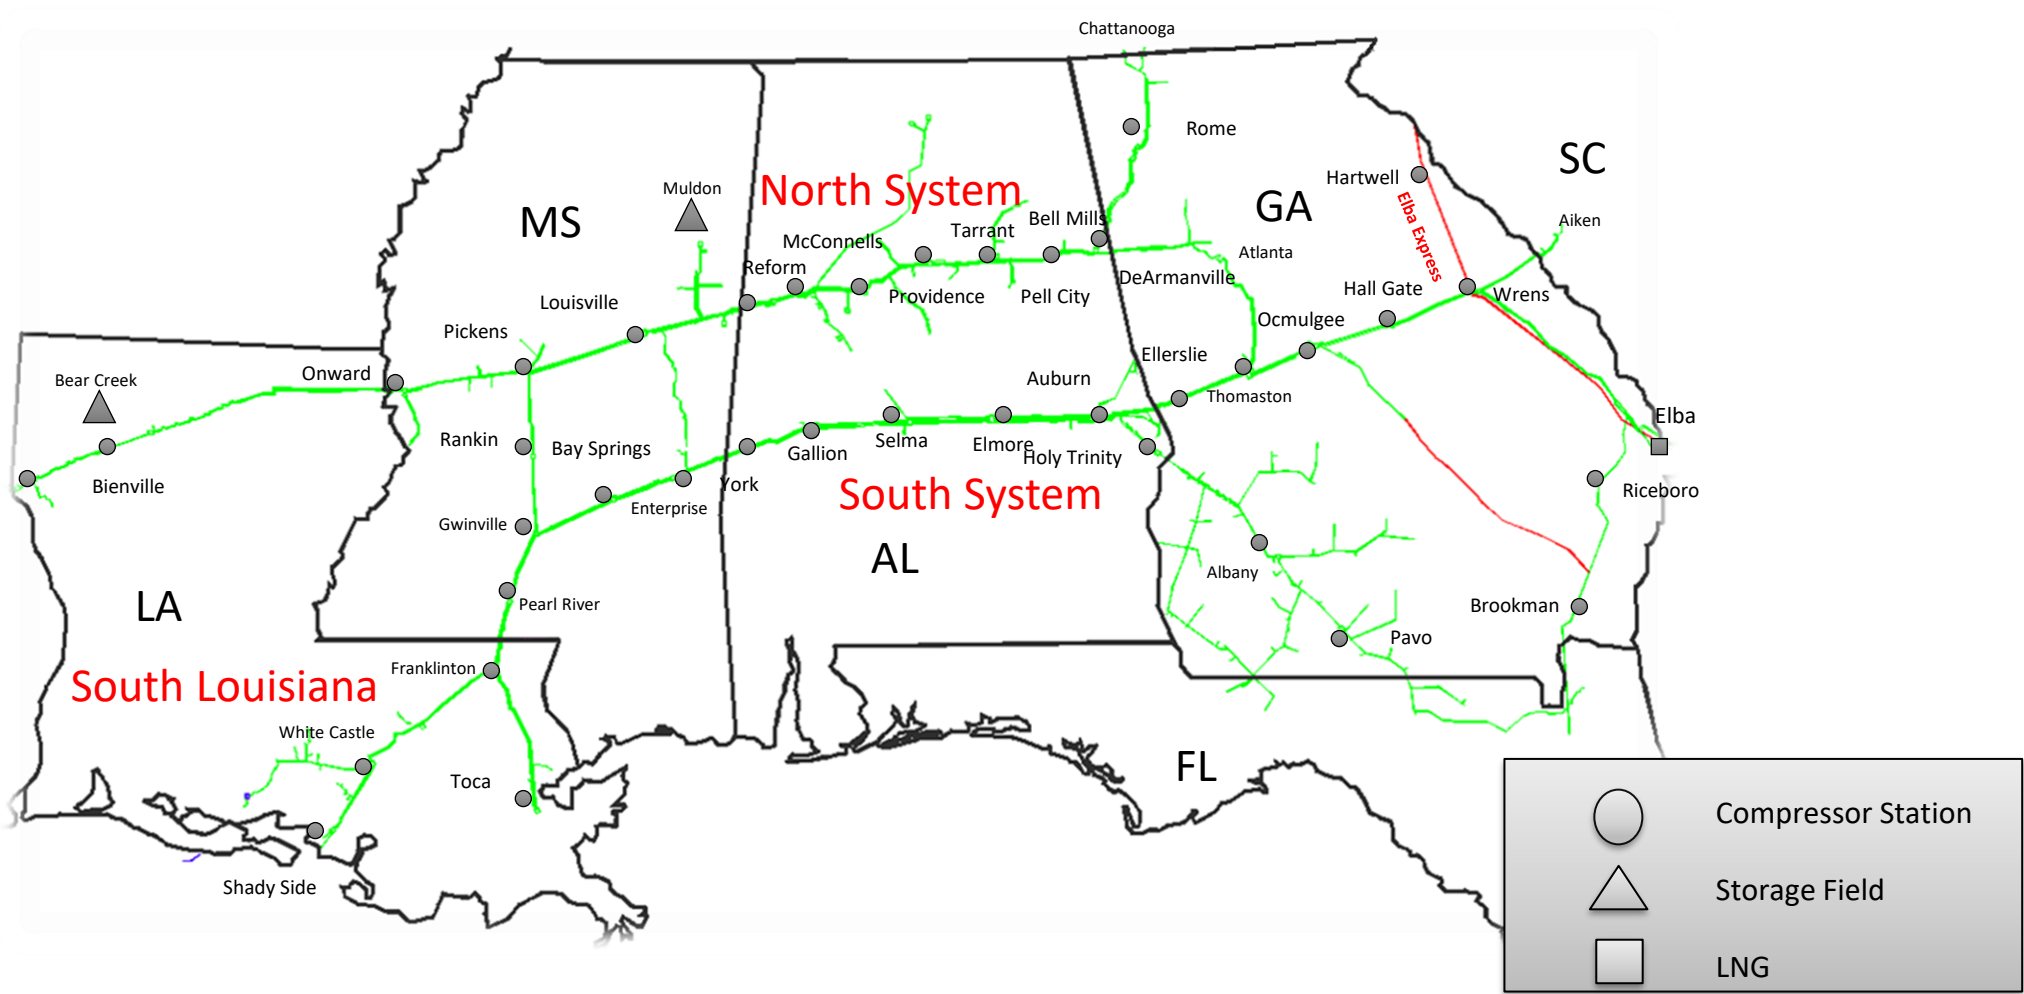 Chattanooga
Rome
SC
Hartwell
Muldon
North System
GA
MS
Elba Express
Aiken
Bell Mills
Tarrant
McConnells
Atlanta
Reform
DeArmanville
Louisville
Providence
Pell City
Hall Gate
Wrens
Pickens
Ocmulgee
Ellerslie
Onward
Bear Creek
Auburn
Thomaston
Elba
Rankin
Bay Springs
Gallion
Selma
Elmore
Holy Trinity
Bienville
York
South System
Riceboro
Enterprise
Gwinville
AL
Albany
LA
Pearl River
Brookman
Pavo
Franklinton
South Louisiana
White Castle
FL
Toca
Shady Side
Compressor Station
Storage Field
LNG